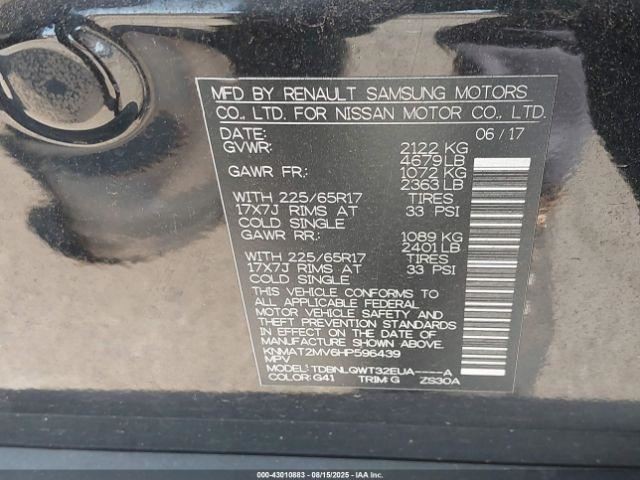 MFD BY RENAULT SAMSUNG MOTORS
CO., LTD. FOR NISSAN MOTOR CO., LTD.
DATE: 06/17
GVWR: 2122 KG
4679 LB
GAWR FR: 1072 KG
2363 LB
WITH 225/65R17 TIRES
17X7J RIMS AT 33 PSI
COLD SINGLE
GAWR RR: 1089 KG
2401 LB
WITH 225/65R17 TIRES
17X7J RIMS AT 33 PSI
COLD SINGLE
THIS VEHICLE CONFORMS TO
ALL APPLICABLE FEDERAL
MOTOR VEHICLE SAFETY AND
THEFT PREVENTION STANDARDS
IN EFFECT ON THE DATE OF
MANUFACTURE SHOWN ABOVE
KNMAT2MV6HP596439
MPV
MODEL: TDBNLQWT32EUA----A
COLOR: G41 TRIM: G ZS30A
000-43010883 - 08/15/2025 - IAA Inc.